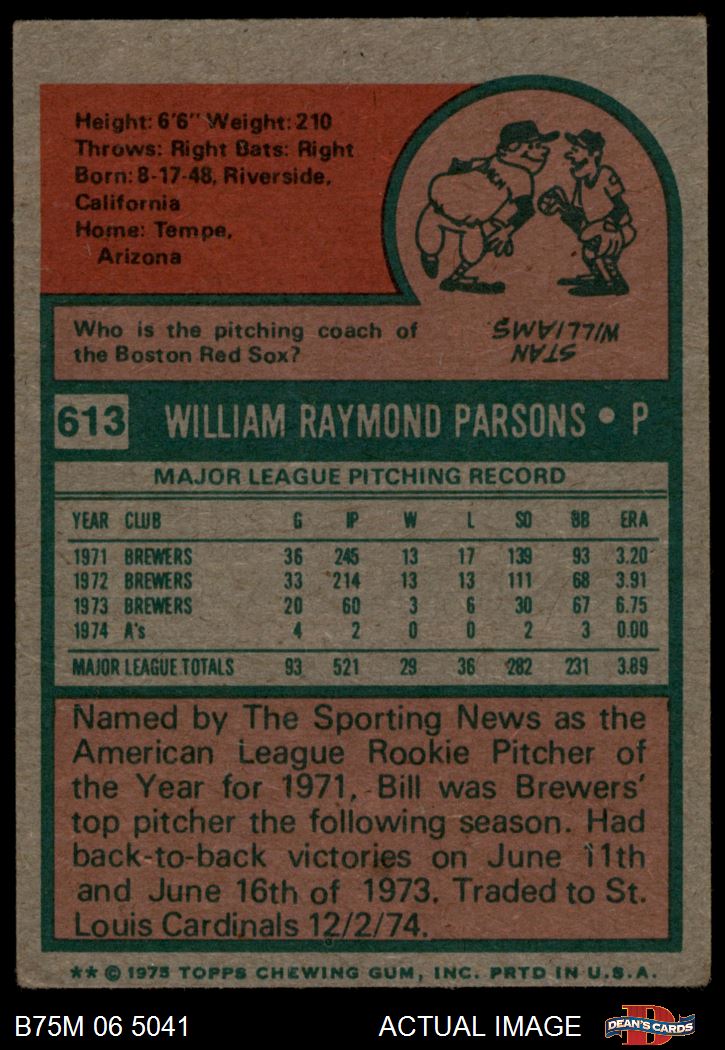 Height: 6'6" Weight: 210
Throws: Right Bats: Right
Born: 8-17-48, Riverside,
California
Home: Tempe,
Arizona
Who is the pitching coach of
the Boston Red Sox?
STAN
WILLIAMS
613 WILLIAM RAYMOND PARSONS • P
MAJOR LEAGUE PITCHING RECORD
YEAR CLUB G IP W L SO BB ERA
1971 BREWERS 36 245 13 17 139 93 3.20
1972 BREWERS 33 214 13 13 111 68 3.91
1973 BREWERS 20 60 3 6 30 67 6.75
1974 A's 4 2 0 0 2 3 0.00
MAJOR LEAGUE TOTALS 93 521 29 36 282 231 3.89
Named by The Sporting News as the
American League Rookie Pitcher of
the Year for 1971, Bill was Brewers'
top pitcher the following season. Had
back-to-back victories on June 11th
and June 16th of 1973. Traded to St.
Louis Cardinals 12/2/74.
** © 1975 TOPPS CHEWING GUM, INC. PRTD IN U.S.A.
B75M 06 5041 ACTUAL IMAGE DEAN'S CARDS